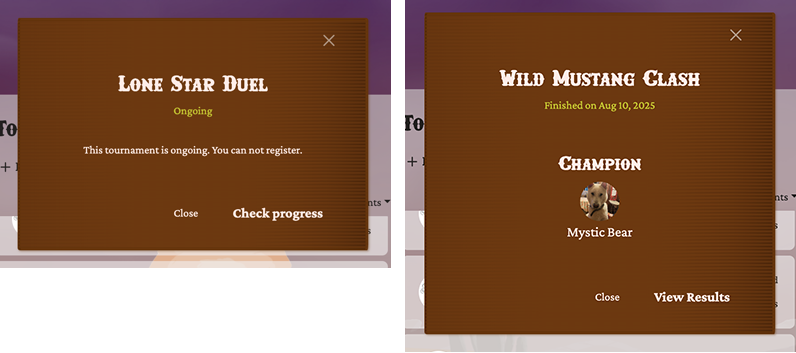 Lone Star Duel
Ongoing
This tournament is ongoing. You can not register.
Close
Check progress
Wild Mustang Clash
Finished on Aug 10, 2025
Champion
Mystic Bear
Close
View Results